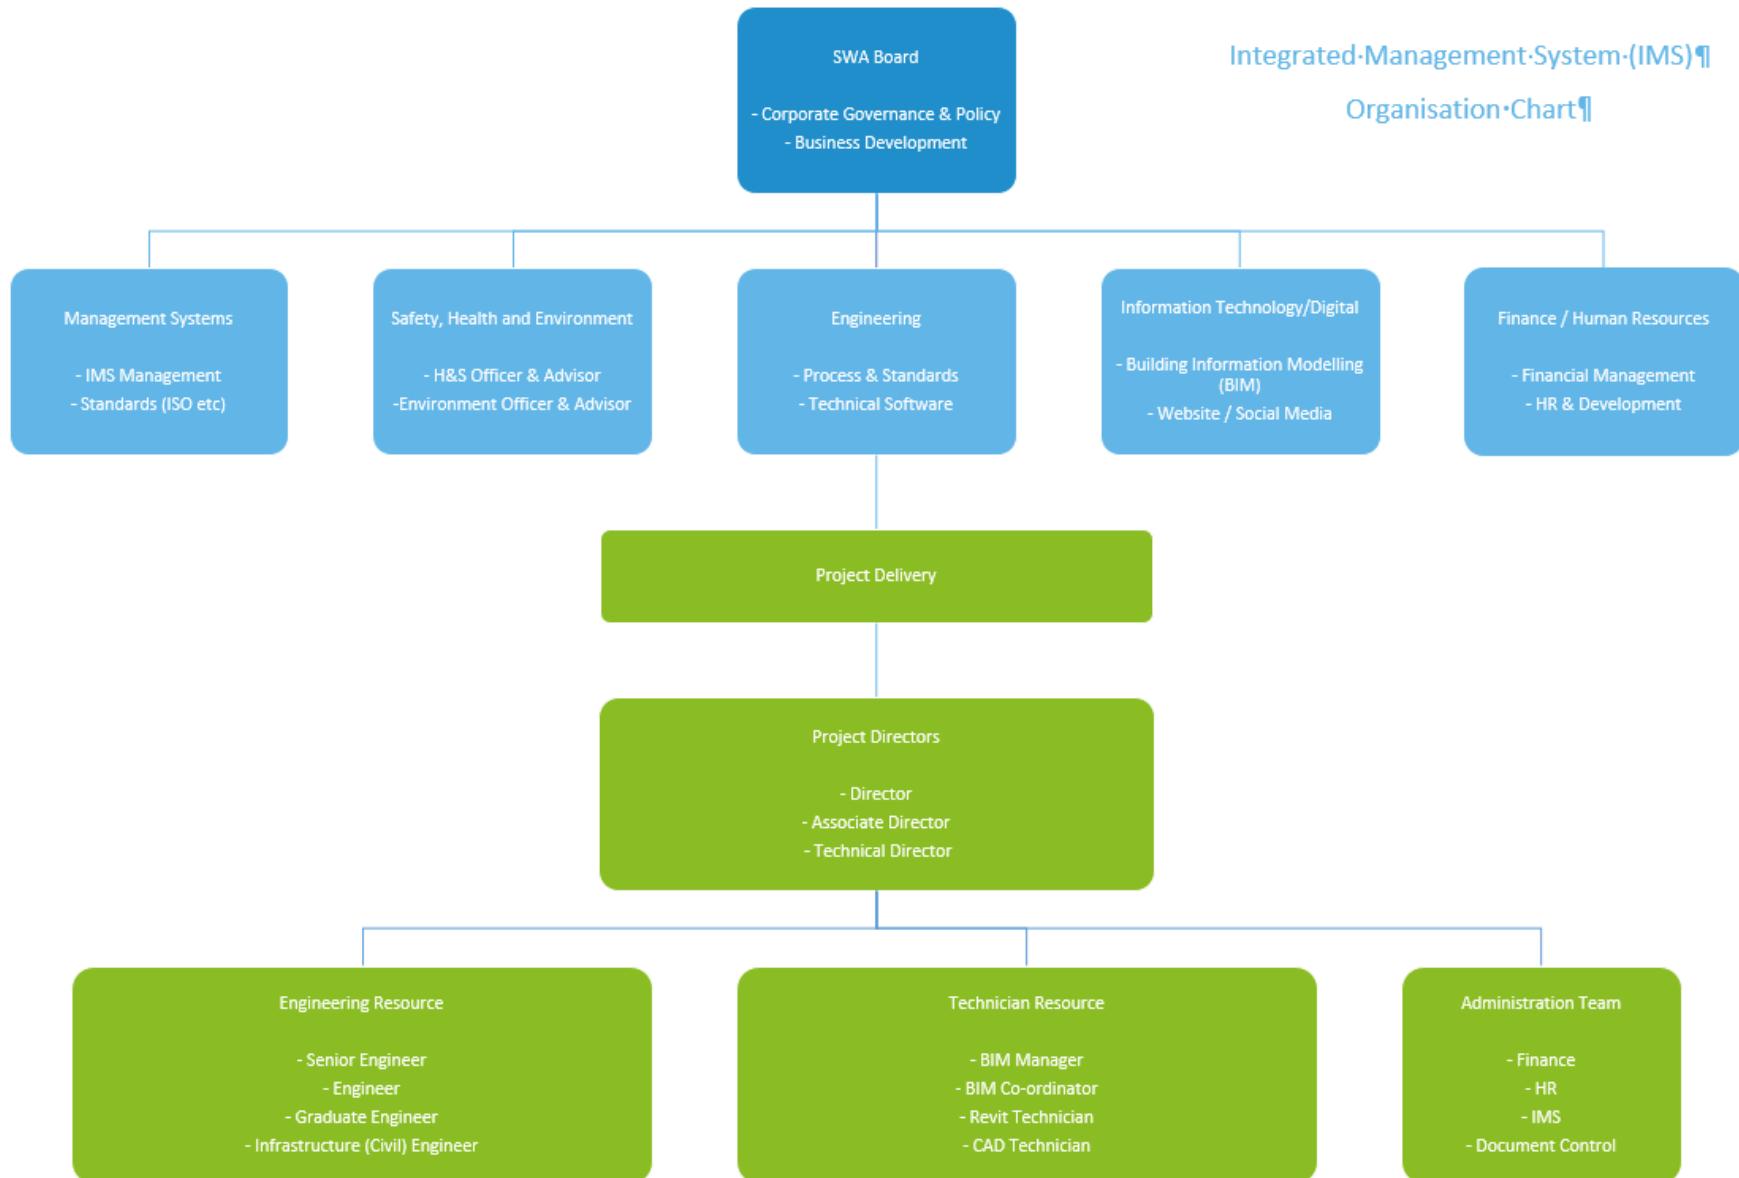 SWA Board
- Corporate Governance & Policy
- Business Development
Integrated·Management·System·(IMS)¶
Organisation·Chart¶
Management Systems
- IMS Management
- Standards (ISO etc)
Safety, Health and Environment
- H&S Officer & Advisor
-Environment Officer & Advisor
Engineering
- Process & Standards
- Technical Software
Information Technology/Digital
- Building Information Modelling
(BIM)
- Website / Social Media
Finance / Human Resources
- Financial Management
- HR & Development
Project Delivery
Project Directors
- Director
- Associate Director
- Technical Director
Engineering Resource
- Senior Engineer
- Engineer
- Graduate Engineer
- Infrastructure (Civil) Engineer
Technician Resource
- BIM Manager
- BIM Co-ordinator
- Revit Technician
- CAD Technician
Administration Team
- Finance
- HR
- IMS
- Document Control